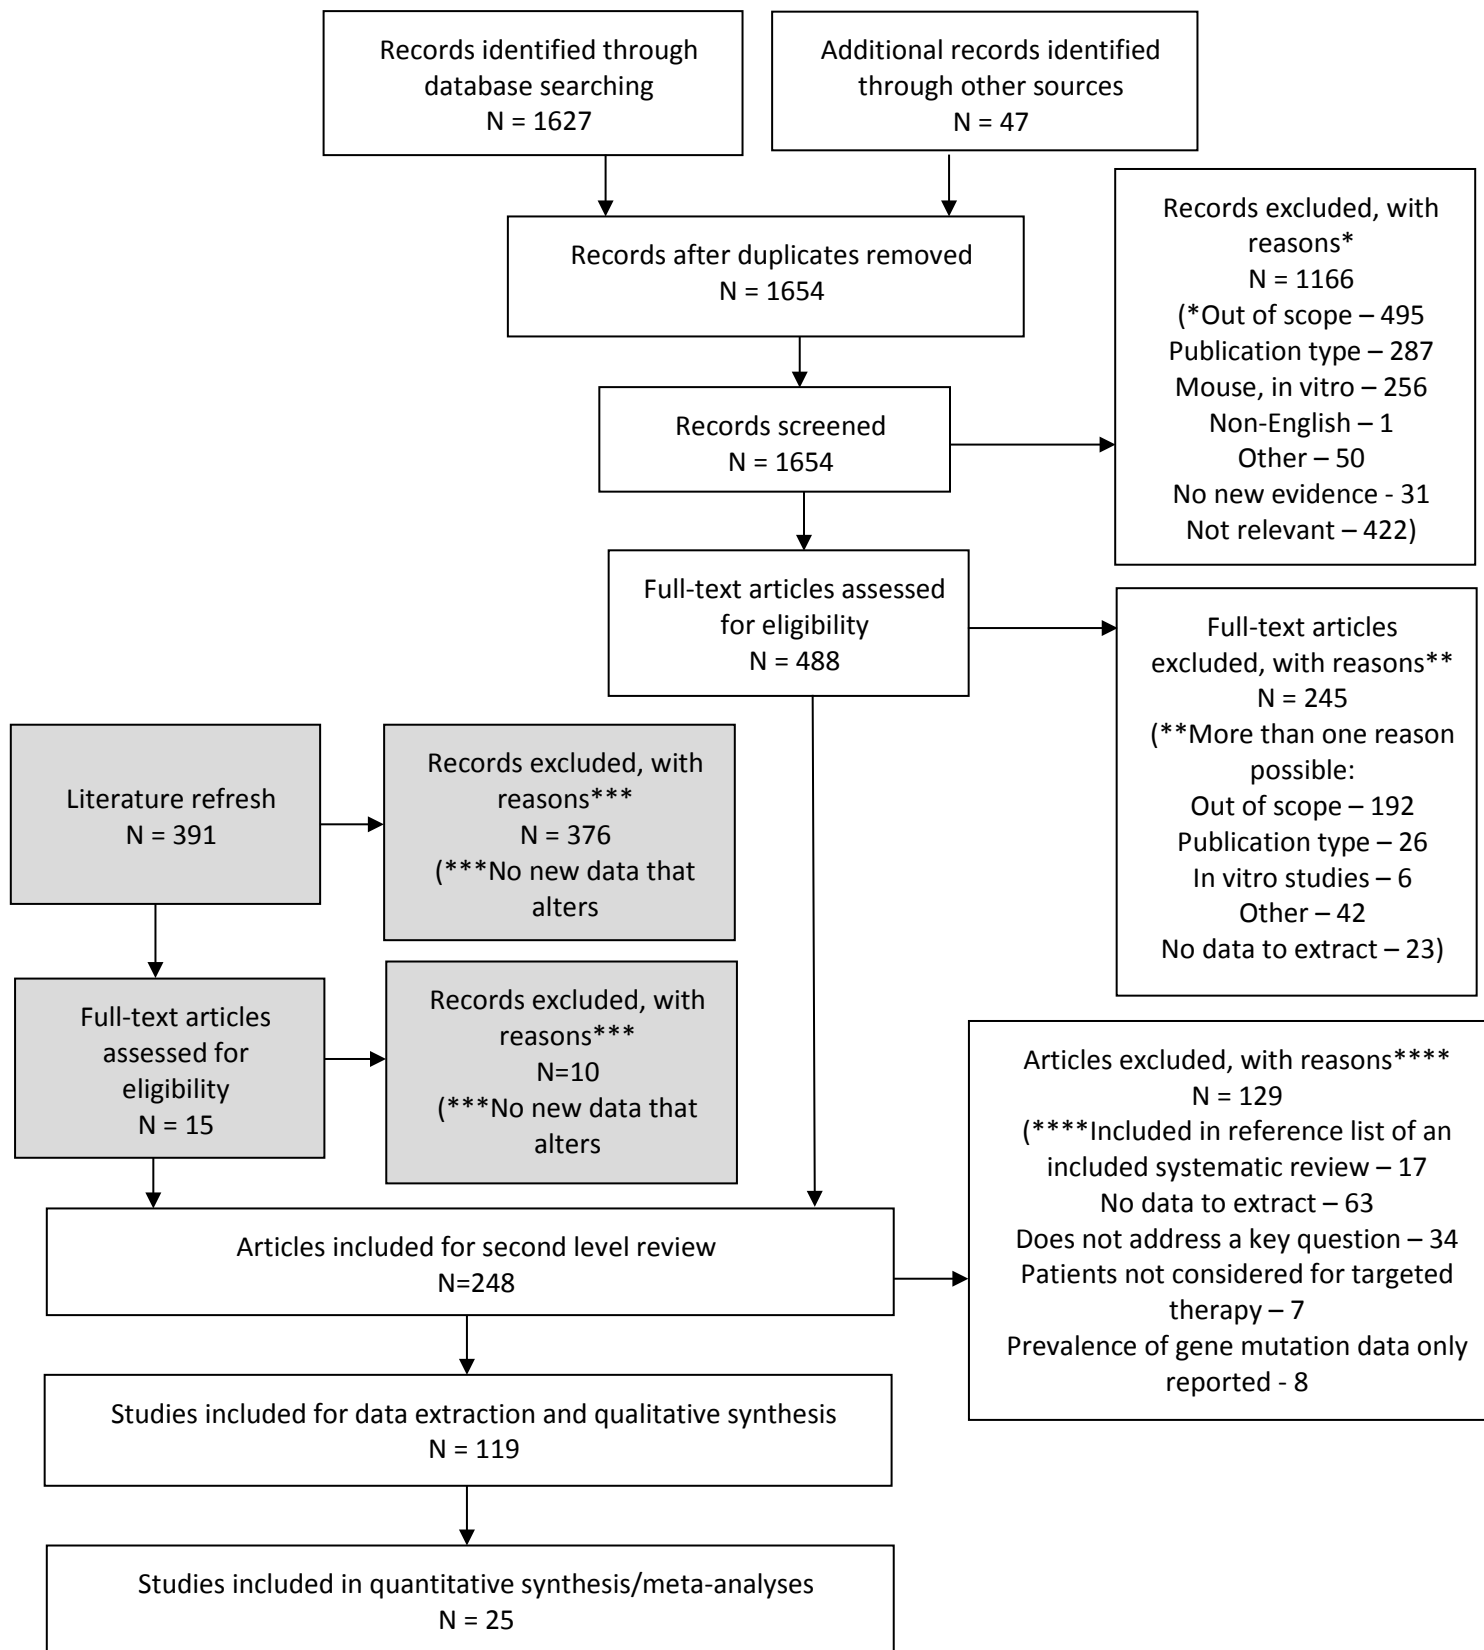 Records identified through
database searching
N = 1627
Additional records identified
through other sources
N = 47
Records after duplicates removed
N = 1654
Records screened
N = 1654
Records excluded, with
reasons*
N = 1166
(*Out of scope – 495
Publication type – 287
Mouse, in vitro – 256
Non-English – 1
Other – 50
No new evidence - 31
Not relevant – 422)
Full-text articles assessed
for eligibility
N = 488
Full-text articles
excluded, with reasons**
N = 245
(**More than one reason
possible:
Out of scope – 192
Publication type – 26
In vitro studies – 6
Other – 42
No data to extract – 23)
Literature refresh
N = 391
Records excluded, with
reasons***
N = 376
(***No new data that
alters
Full-text articles
assessed for
eligibility
N = 15
Records excluded, with
reasons***
N=10
(***No new data that
alters
Articles included for second level review
N=248
Articles excluded, with reasons****
N = 129
(****Included in reference list of an
included systematic review – 17
No data to extract – 63
Does not address a key question – 34
Patients not considered for targeted
therapy – 7
Prevalence of gene mutation data only
reported - 8
Studies included for data extraction and qualitative synthesis
N = 119
Studies included in quantitative synthesis/meta-analyses
N = 25